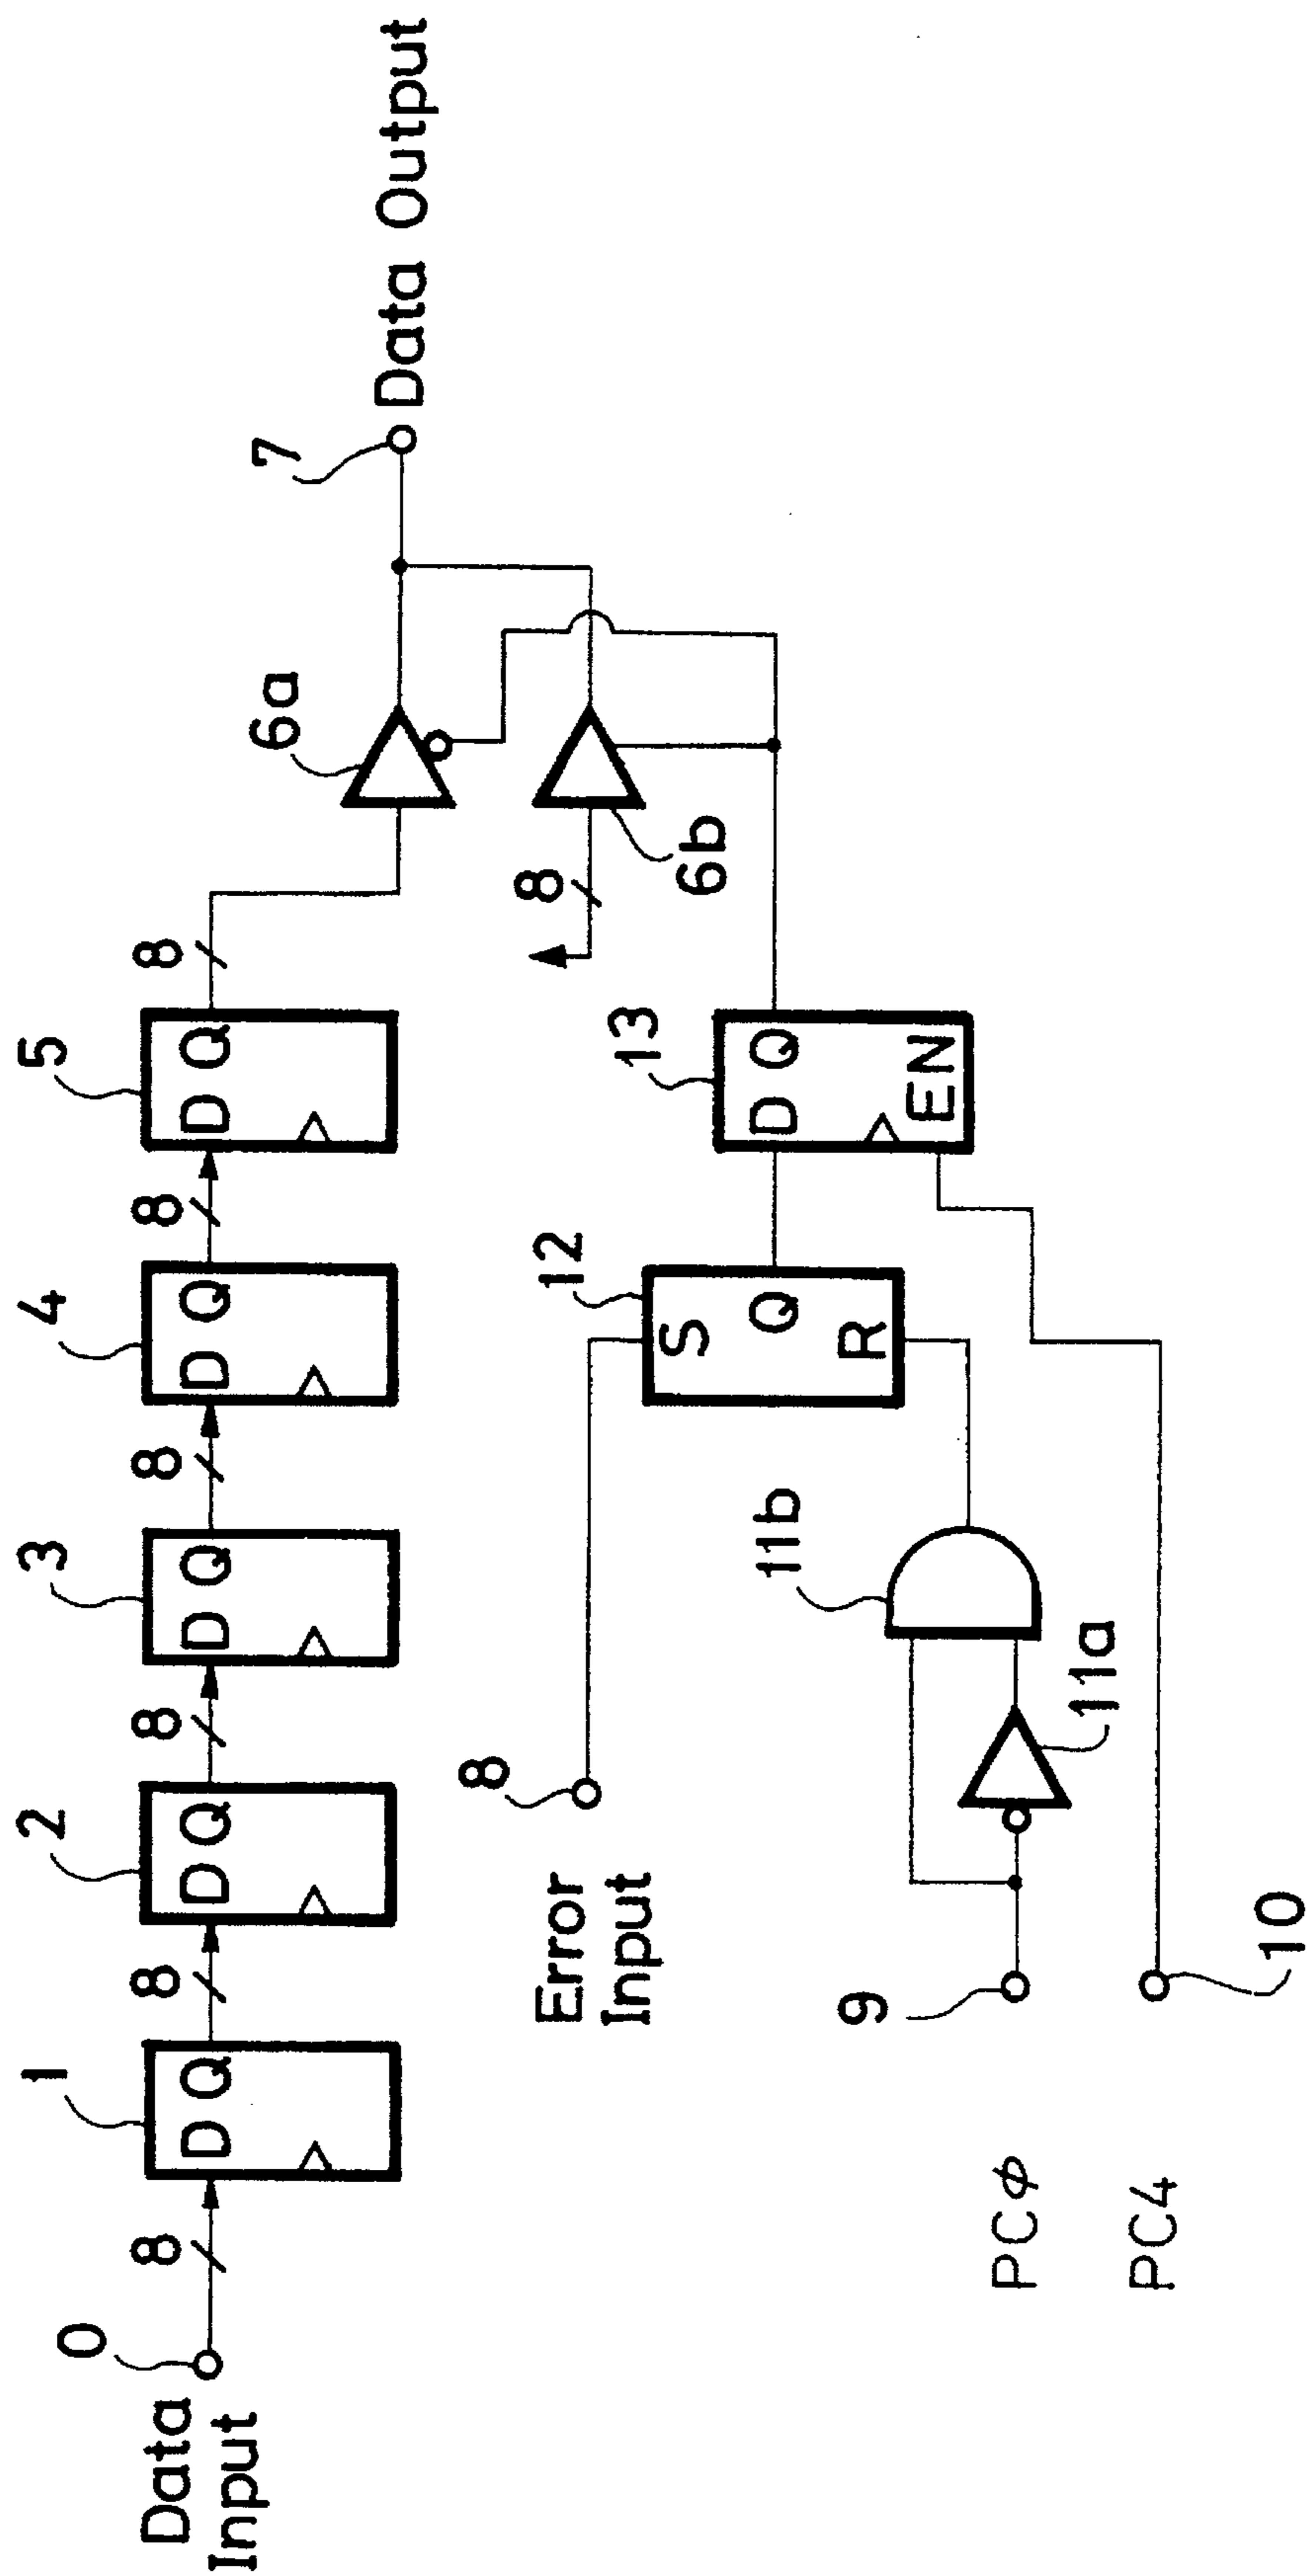 0
Data
Input
8
1
D Q
8
2
D Q
8
3
D Q
8
4
D Q
8
5
D Q
8
6a
7
Data Output
8
6b
Error
Input
8
12
S
Q
R
13
D Q
EN
9
PCϕ
11a
11b
10
PC4